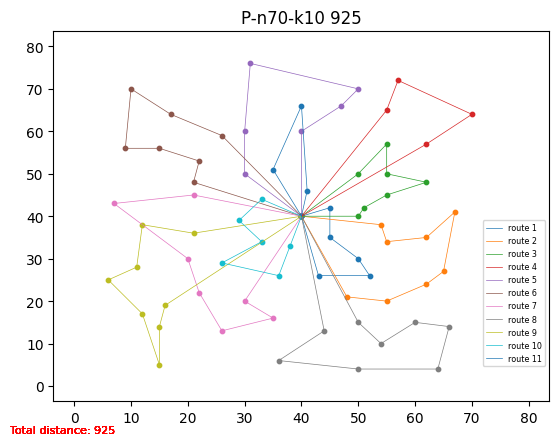 P-n70-k10 925
80
70
60
50
40
30
20
10
0
route 1
route 2
route 3
route 4
route 5
route 6
route 7
route 8
route 9
route 10
route 11
0 10 20 30 40 50 60 70 80
Total distance: 925